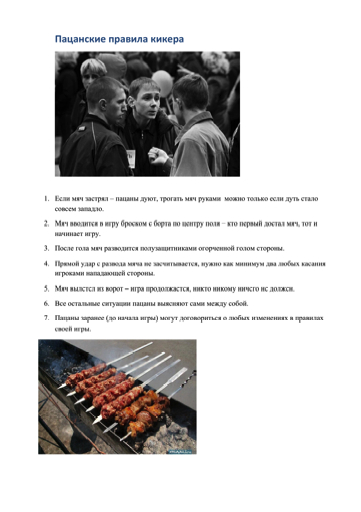 Пацанские правила кикера
1. Если мяч застрял – пацаны дуют, трогать мяч руками можно только если дуть стало
совсем западло.
2. Мяч вводится в игру броском с борта по центру поля – кто первый достал мяч, тот и
начинает игру.
3. После гола мяч разводится полузащитниками огорченной голом стороны.
4. Прямой удар с развода мяча не засчитывается, нужно как минимум два любых касания
игроками нападающей стороны.
5. Мяч вылетел из ворот – игра продолжается, никто никому ничего не должен.
6. Все остальные ситуации пацаны выясняют сами между собой.
7. Пацаны заранее (до начала игры) могут договориться о любых изменениях в правилах
своей игры.